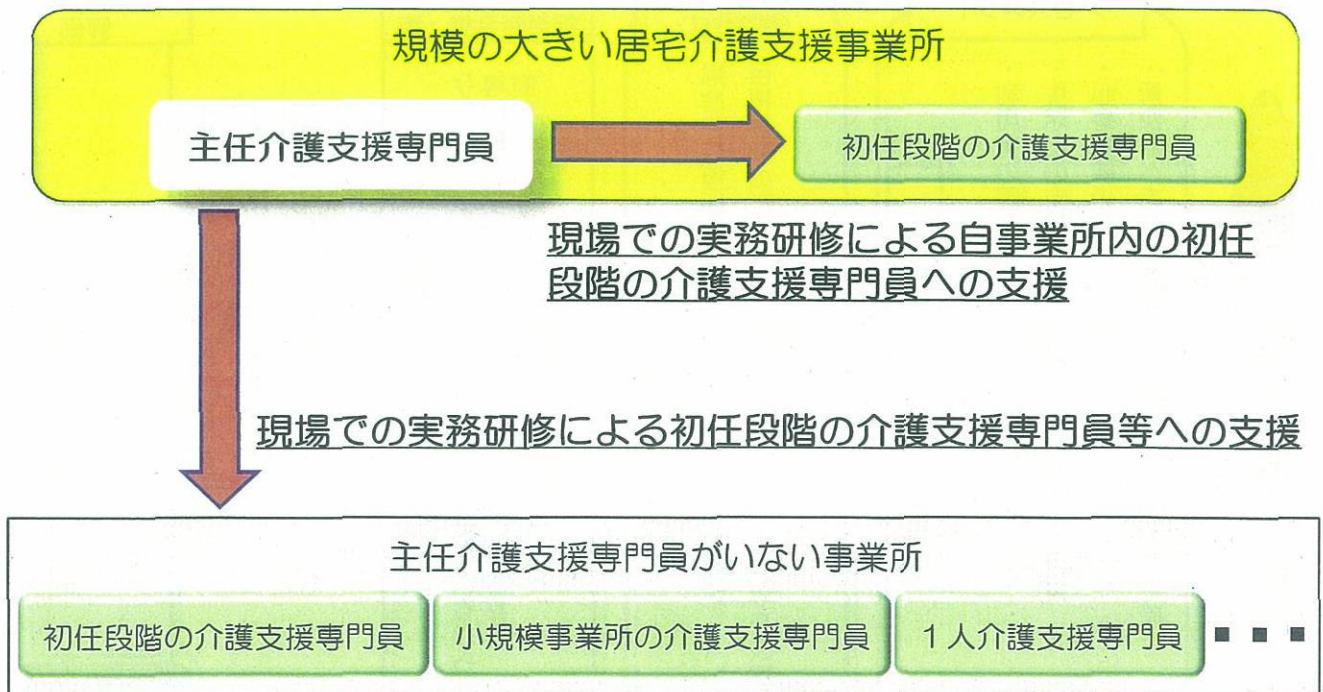 規模の大きい居宅介護支援事業所
主任介護支援専門員
初任段階の介護支援専門員
現場での実務研修による自事業所内の初任
段階の介護支援専門員への支援
現場での実務研修による初任段階の介護支援専門員等への支援
主任介護支援専門員がいない事業所
初任段階の介護支援専門員
小規模事業所の介護支援専門員
1人介護支援専門員
▪▪▪